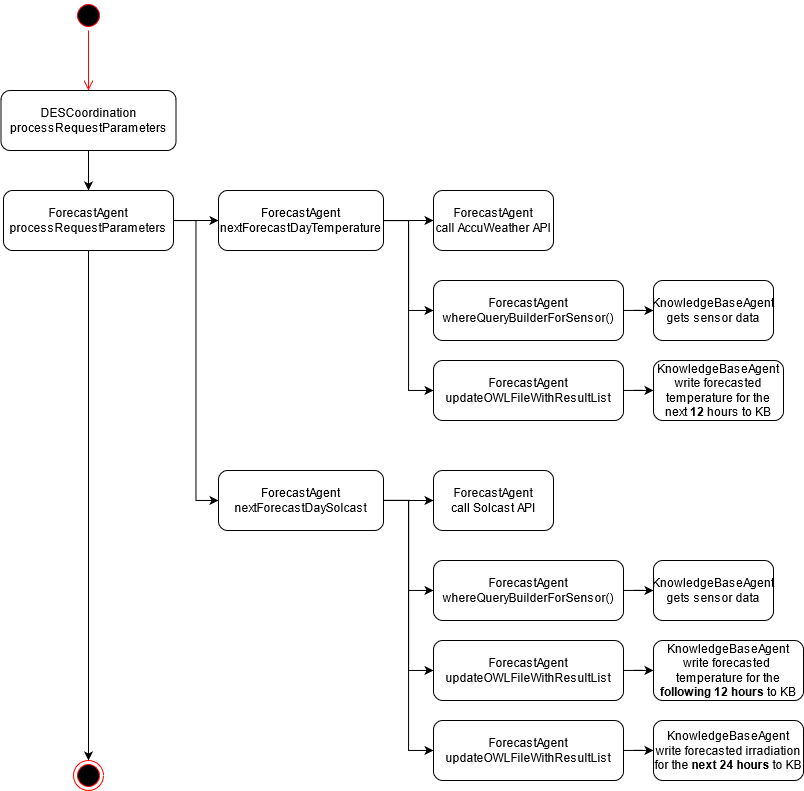 DESCoordination
processRequestParameters
ForecastAgent
processRequestParameters
ForecastAgent
nextForecastDayTemperature
ForecastAgent
call AccuWeather API
ForecastAgent
whereQueryBuilderForSensor()
KnowledgeBaseAgent
gets sensor data
ForecastAgent
updateOWLFileWithResultList
KnowledgeBaseAgent
write forecasted
temperature for the
next 12 hours to KB
ForecastAgent
nextForecastDaySolcast
ForecastAgent
call Solcast API
ForecastAgent
whereQueryBuilderForSensor()
KnowledgeBaseAgent
gets sensor data
ForecastAgent
updateOWLFileWithResultList
KnowledgeBaseAgent
write forecasted
temperature for the
following 12 hours to KB
ForecastAgent
updateOWLFileWithResultList
KnowledgeBaseAgent
write forecasted irradiation
for the next 24 hours to KB